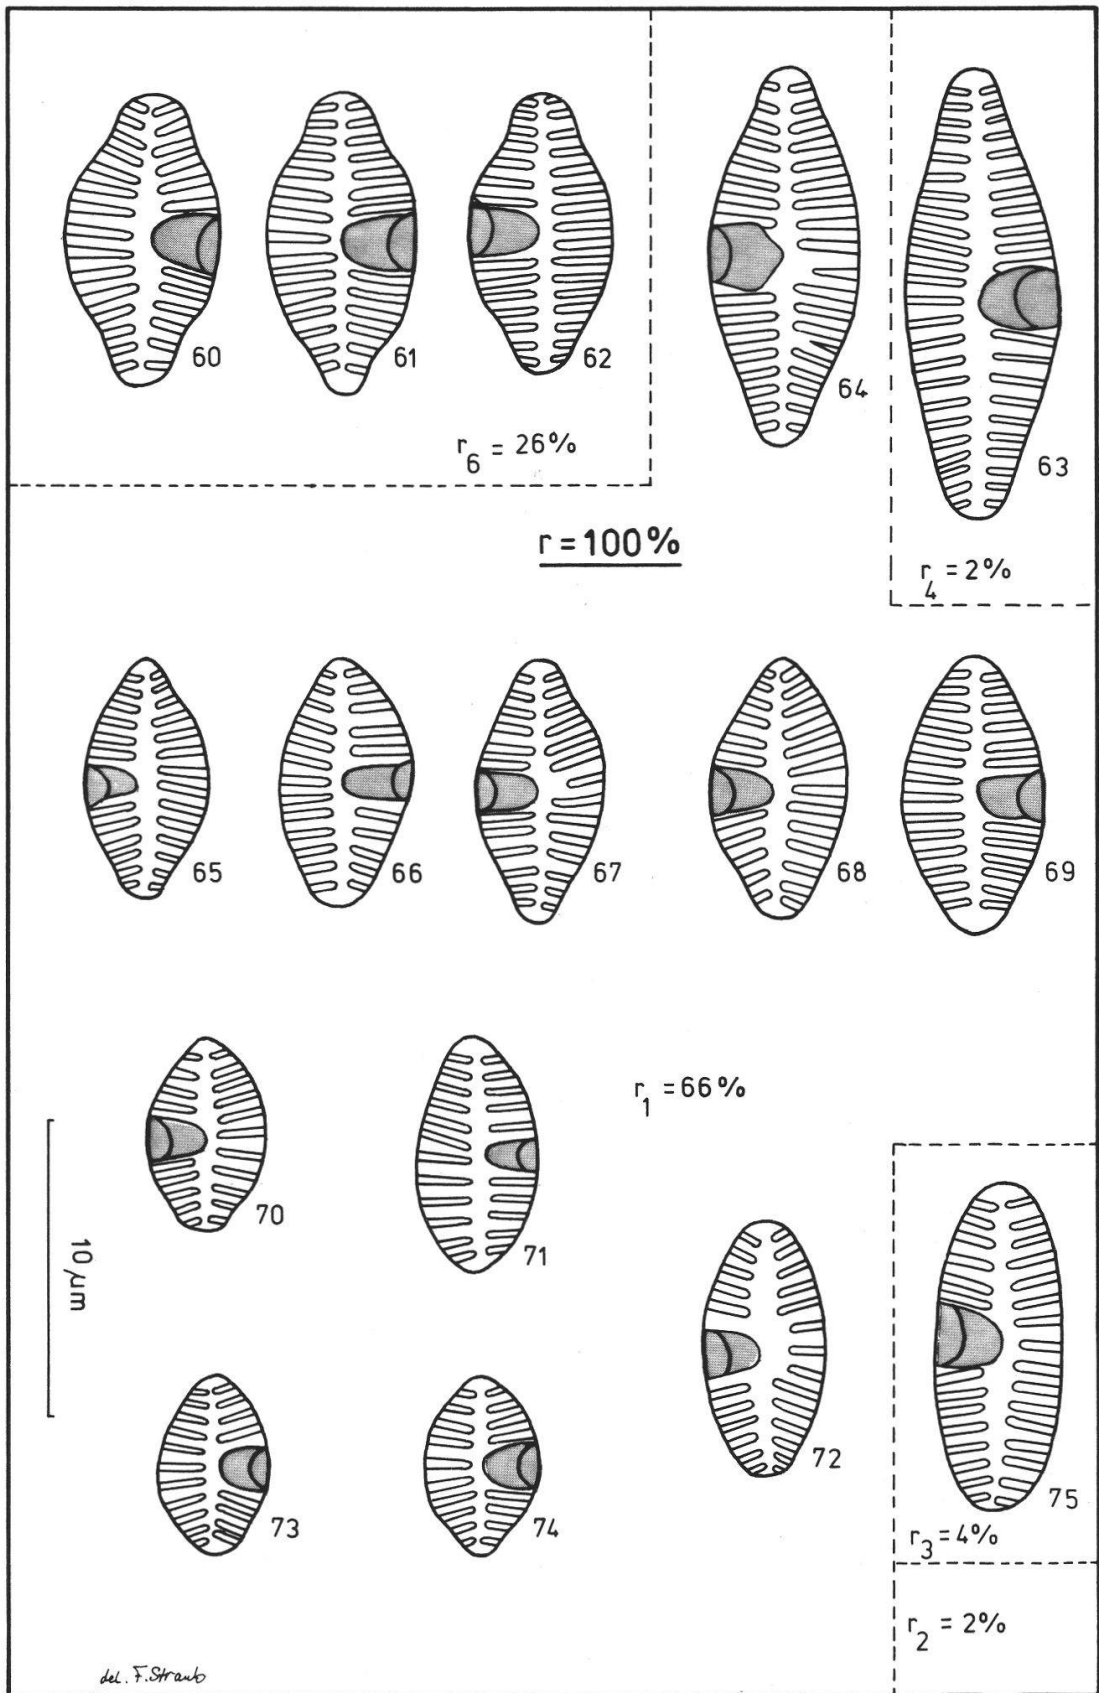 60
61
62
64
63
r6 = 26%
r = 100%
r4 = 2%
65
66
67
68
69
70
71
r1 = 66%
10 µm
72
75
73
74
r3 = 4%
r2 = 2%
del. F. Straub